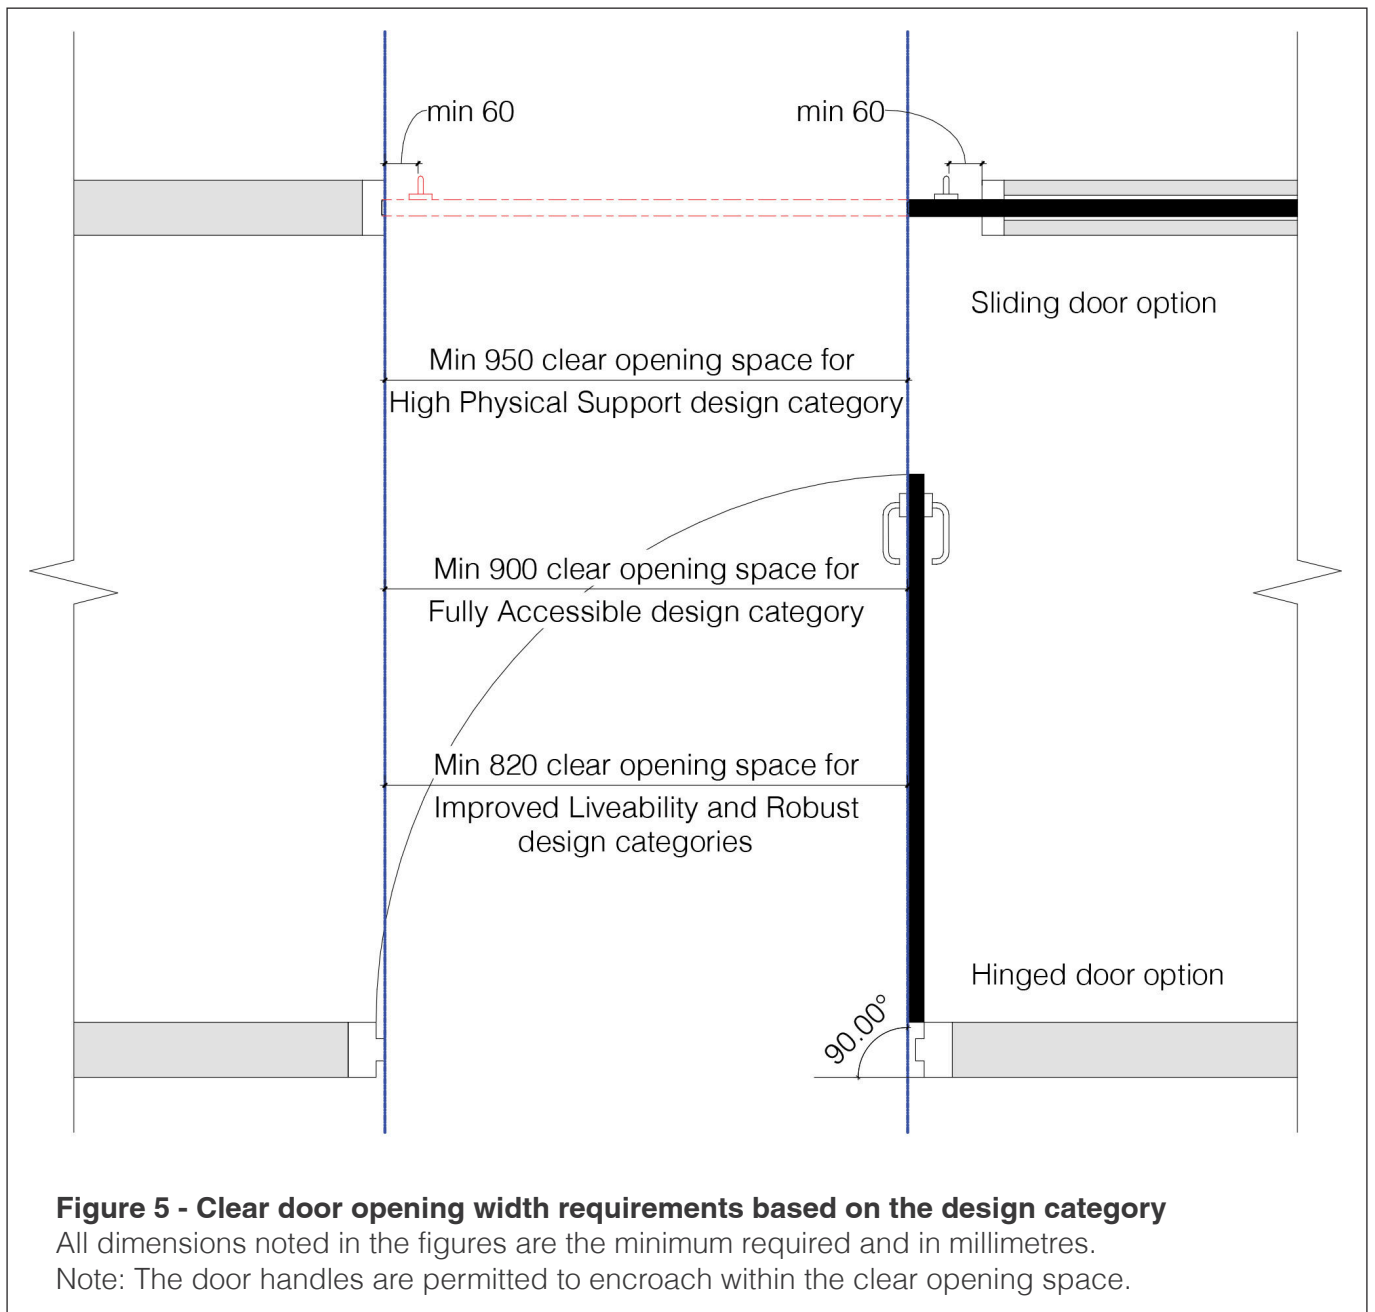 min 60
min 60
Sliding door option
Min 950 clear opening space for
High Physical Support design category
Min 900 clear opening space for
Fully Accessible design category
Min 820 clear opening space for
Improved Liveability and Robust
design categories
Hinged door option
90.00°
Figure 5 - Clear door opening width requirements based on the design category
All dimensions noted in the figures are the minimum required and in millimetres.
Note: The door handles are permitted to encroach within the clear opening space.